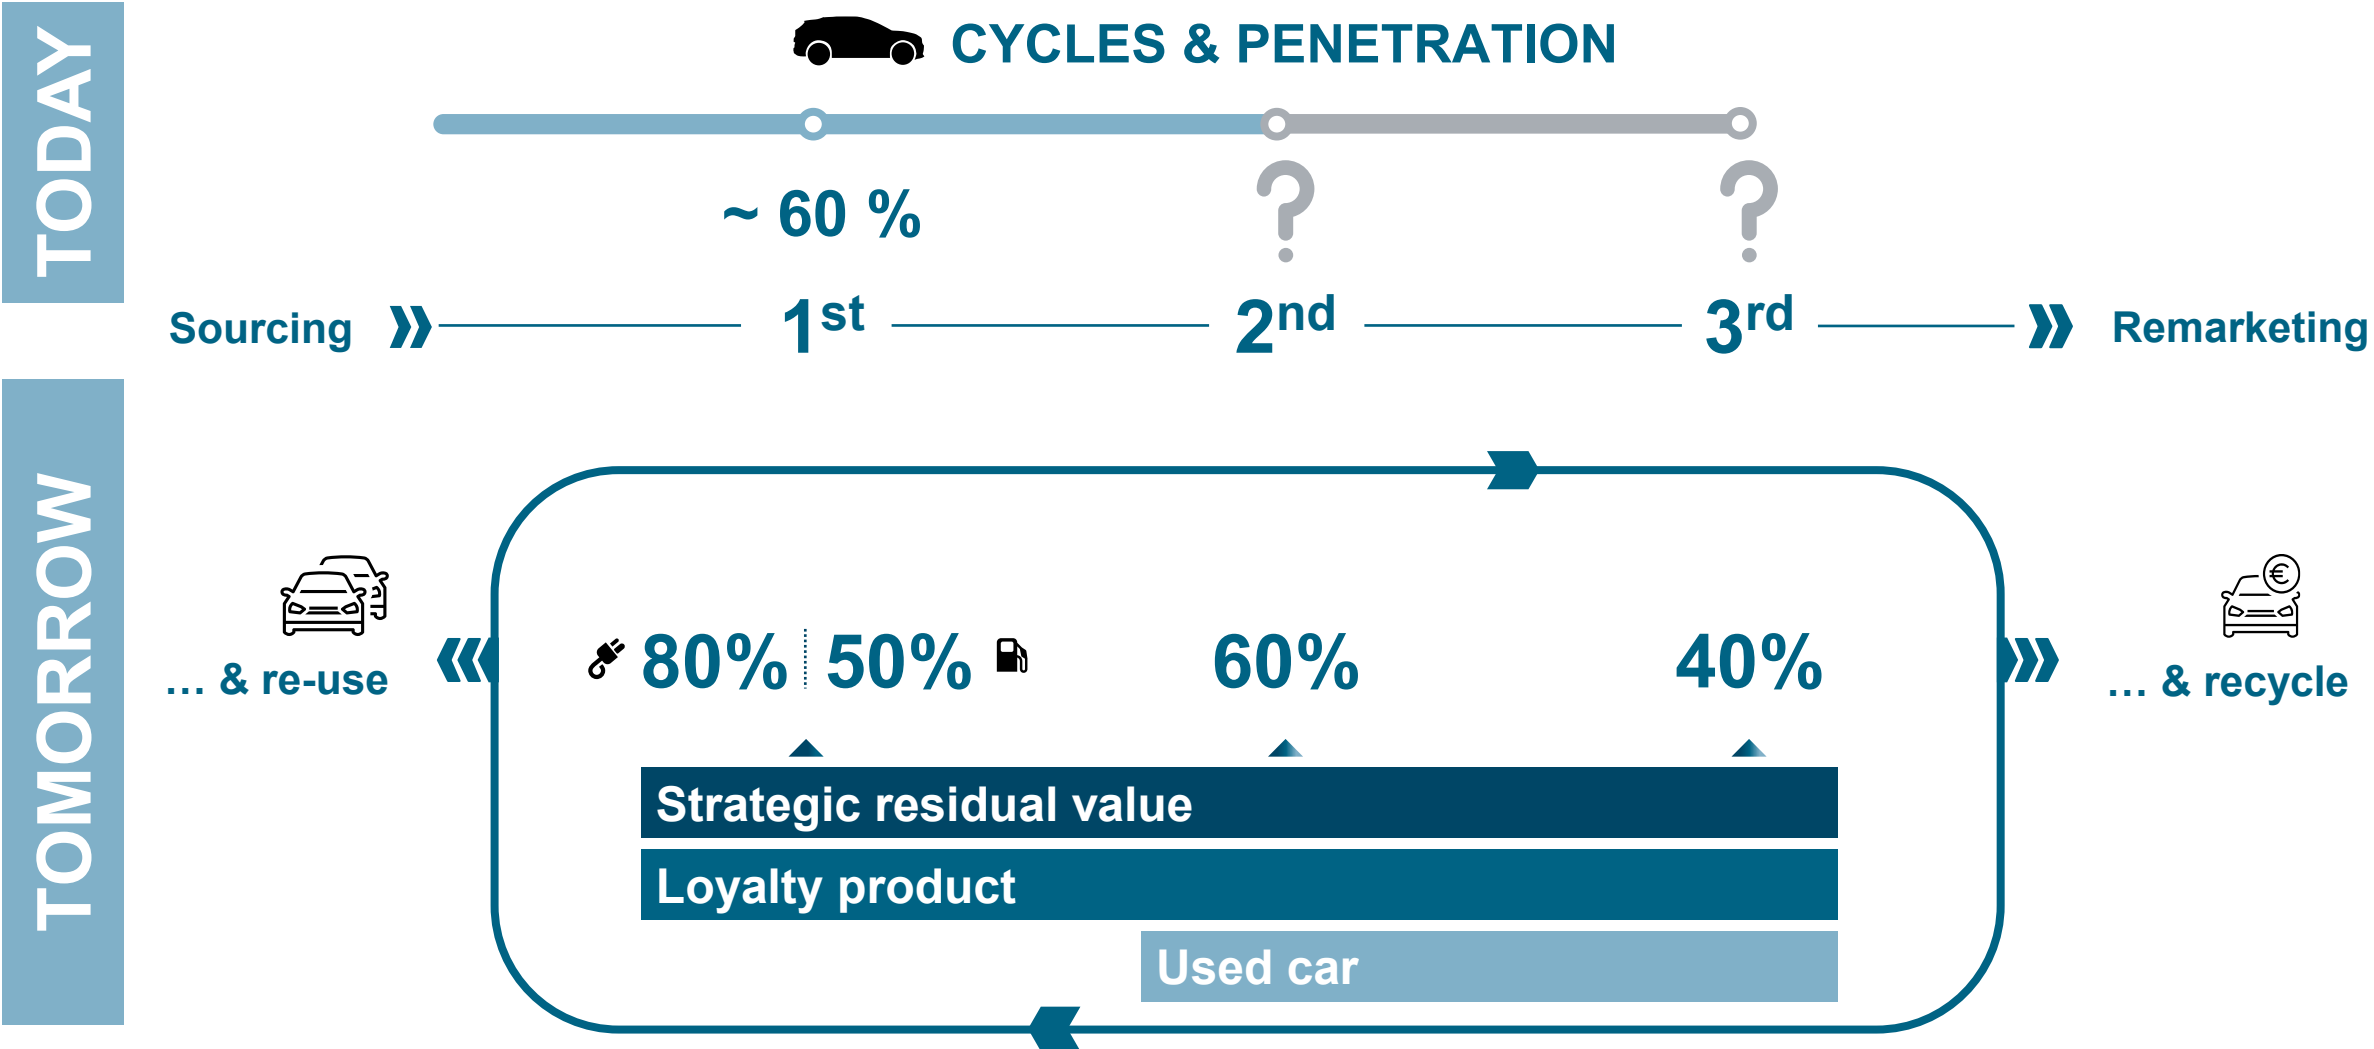 TODAY
CYCLES & PENETRATION
~ 60 %
?
?
Sourcing
1st
2nd
3rd
Remarketing
TOMORROW
... & re-use
80%
50%
60%
40%
€
... & recycle
Strategic residual value
Loyalty product
Used car